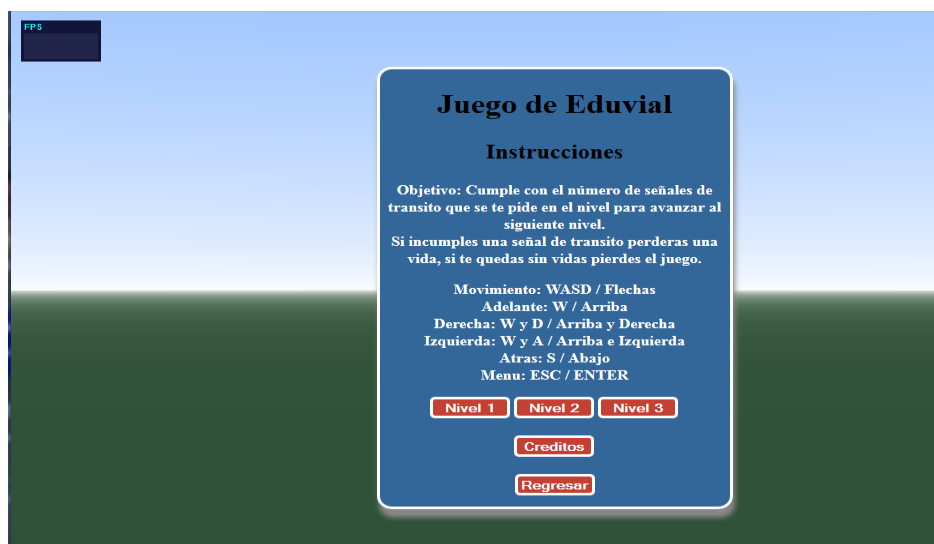 FPS
Juego de Eduvial
Instrucciones
Objetivo: Cumple con el número de señales de
transito que se te pide en el nivel para avanzar al
siguiente nivel.
Si incumples una señal de transito perderas una
vida, si te quedas sin vidas pierdes el juego.
Movimiento: WASD / Flechas
Adelante: W / Arriba
Derecha: W y D / Arriba y Derecha
Izquierda: W y A / Arriba e Izquierda
Atras: S / Abajo
Menu: ESC / ENTER
Nivel 1 Nivel 2 Nivel 3
Creditos
Regresar